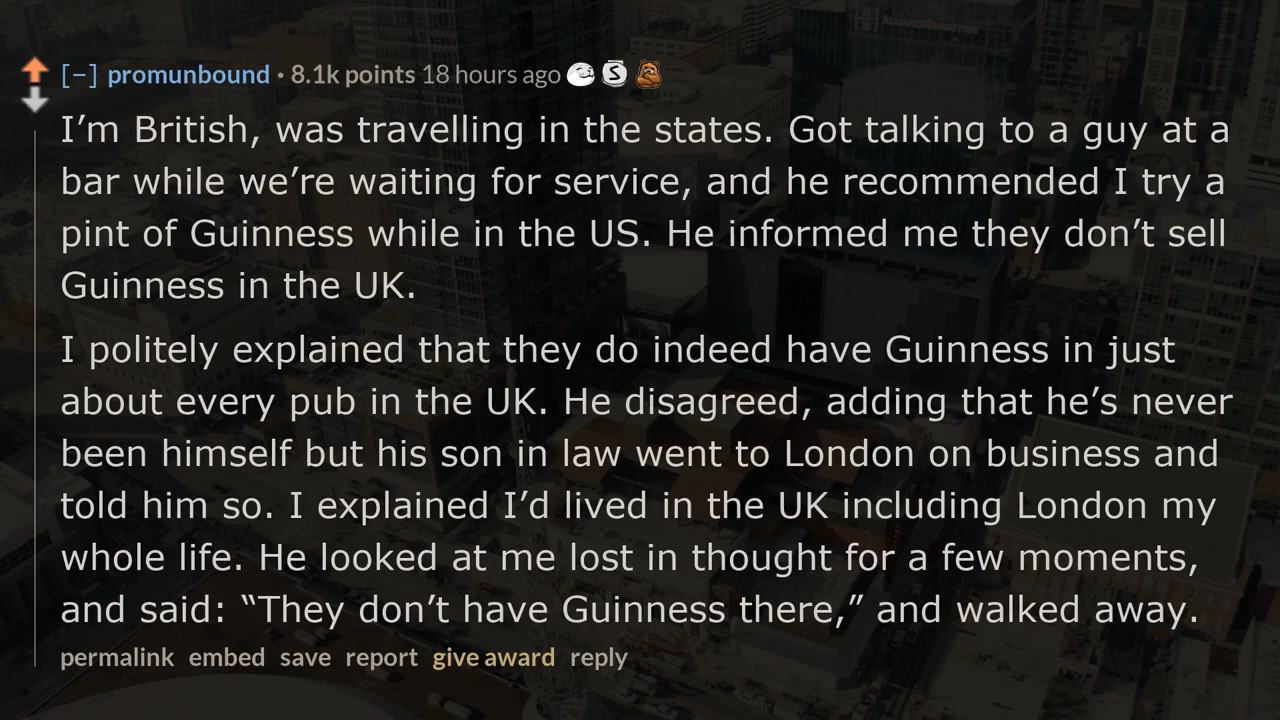 [–] promunbound • 8.1k points 18 hours ago
I’m British, was travelling in the states. Got talking to a guy at a
bar while we’re waiting for service, and he recommended I try a
pint of Guinness while in the US. He informed me they don’t sell
Guinness in the UK.
I politely explained that they do indeed have Guinness in just
about every pub in the UK. He disagreed, adding that he’s never
been himself but his son in law went to London on business and
told him so. I explained I’d lived in the UK including London my
whole life. He looked at me lost in thought for a few moments,
and said: “They don’t have Guinness there,” and walked away.
permalink embed save report give award reply